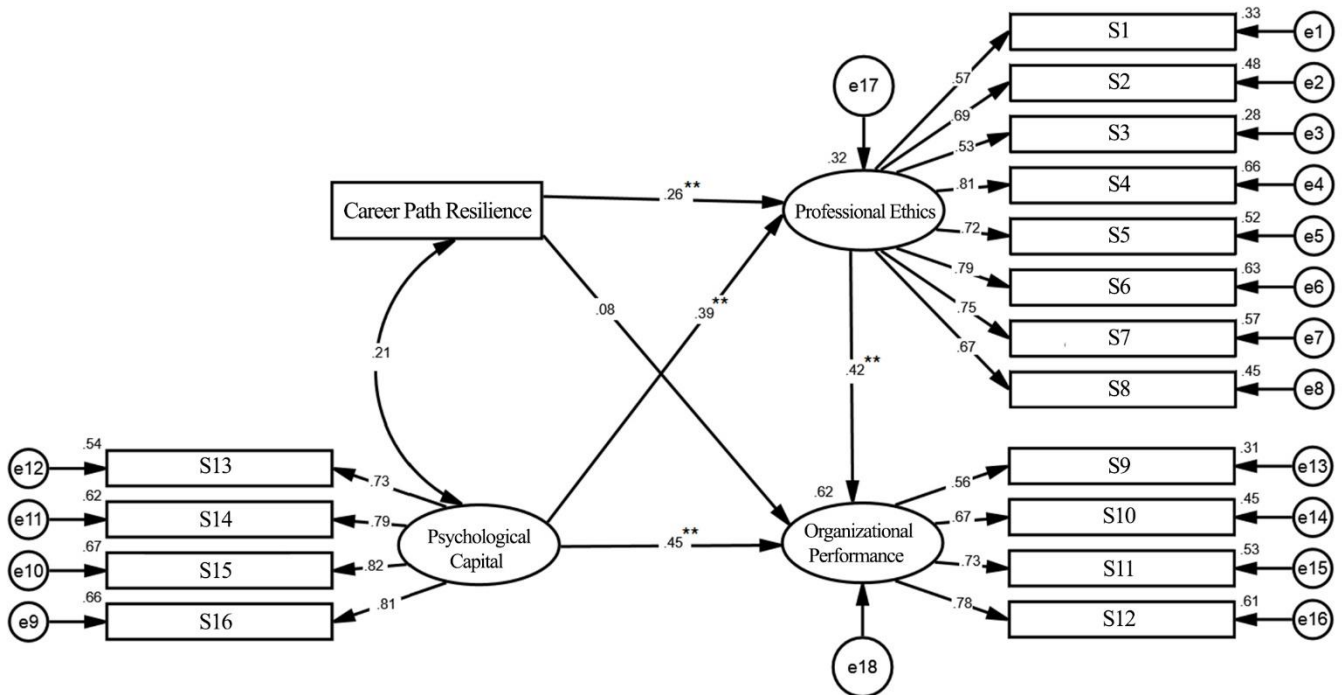 .33
S1
e1
.48
S2
e2
.57
e17
.69
.28
S3
e3
.53
.32
.66
S4
e4
.81
Career Path Resilience
.26**
Professional Ethics
.72
.52
S5
e5
.79
.63
S6
e6
.75
.57
S7
e7
.67
.45
S8
e8
.08
.39**
.21
.42**
.54
e12
S13
.73
.62
e11
S14
.79
.67
e10
S15
.82
.66
e9
S16
.81
Psychological
Capital
.45**
.62
Organizational
Performance
.31
S9
e13
.56
.45
S10
e14
.67
.53
S11
e15
.73
.61
S12
e16
.78
e18